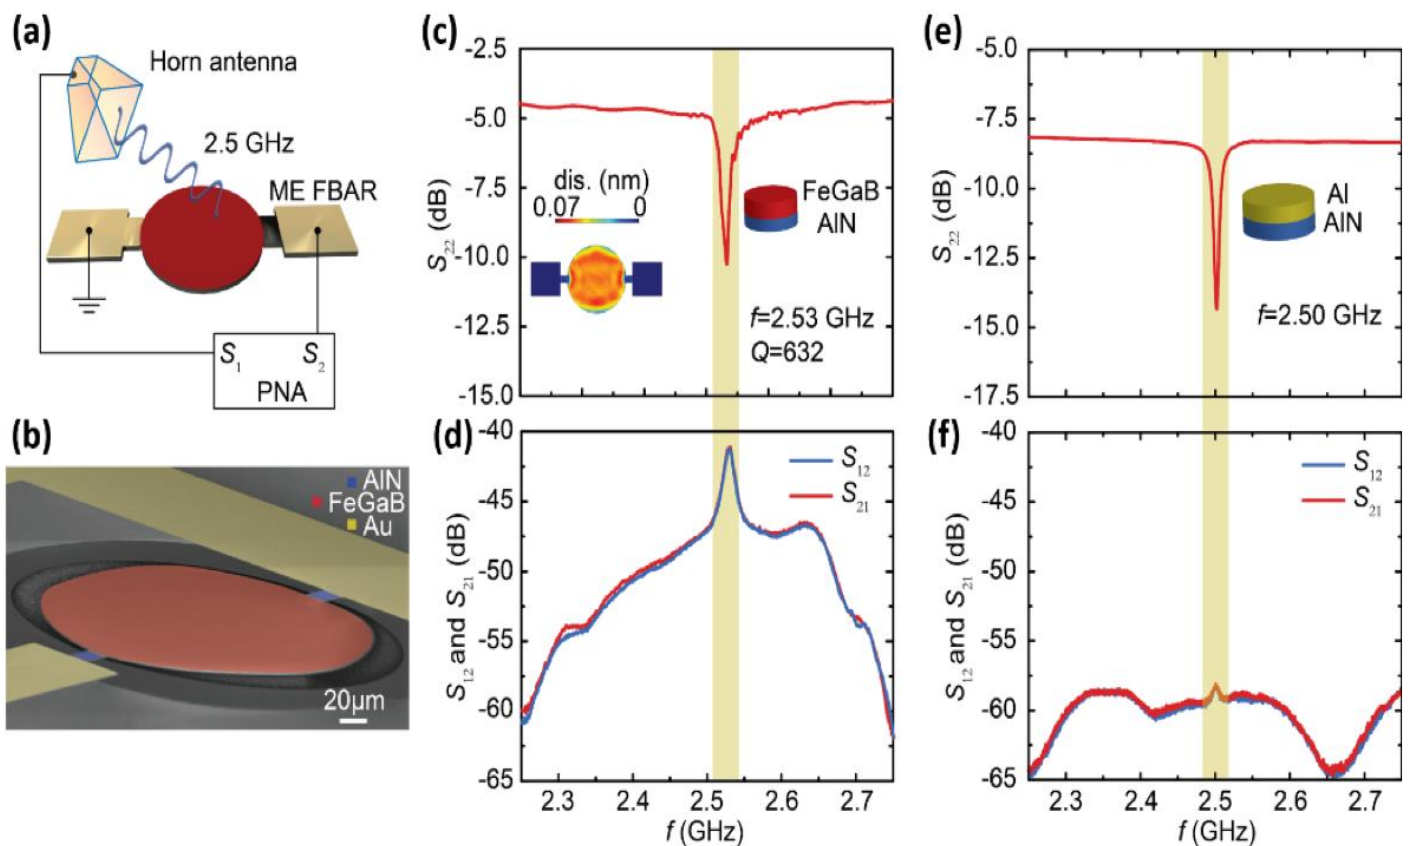 (a)
Horn antenna
2.5 GHz
ME FBAR
S1 S2
PNA
(b)
AlN
FeGaB
Au
20μm
(c)
-2.5
-5.0
-7.5
-10.0
-12.5
-15.0
S22 (dB)
dis. (nm)
0.07 0
FeGaB
AlN
f=2.53 GHz
Q=632
(d)
-40
-45
-50
-55
-60
-65
S12 and S21 (dB)
S12
S21
2.3 2.4 2.5 2.6 2.7
f (GHz)
(e)
-5.0
-7.5
-10.0
-12.5
-15.0
-17.5
S22 (dB)
Al
AlN
f=2.50 GHz
(f)
-40
-45
-50
-55
-60
-65
S12 and S21 (dB)
S12
S21
2.3 2.4 2.5 2.6 2.7
f (GHz)